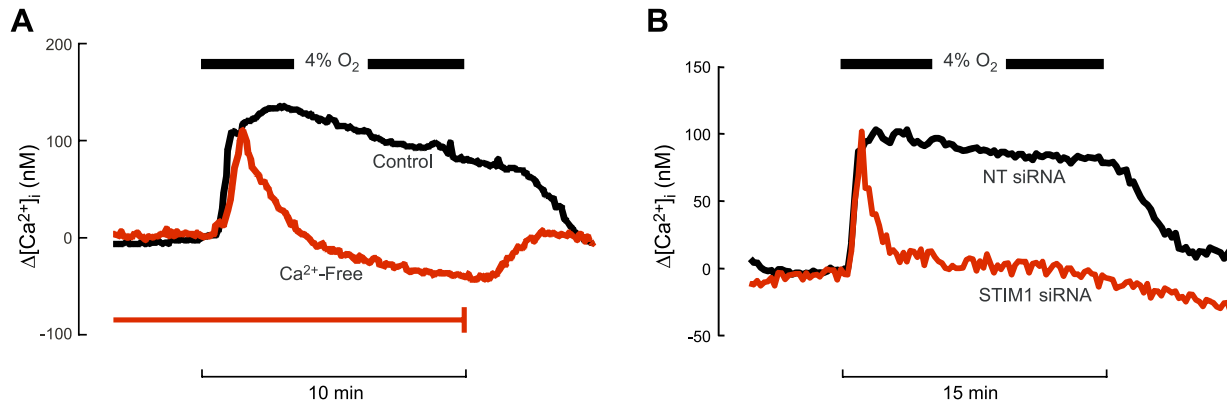 A
200
100
0
-100
Δ[Ca²⁺]ᵢ (nM)
4% O₂
Control
Ca²⁺-Free
10 min
B
150
100
50
0
-50
Δ[Ca²⁺]ᵢ (nM)
4% O₂
NT siRNA
STIM1 siRNA
15 min